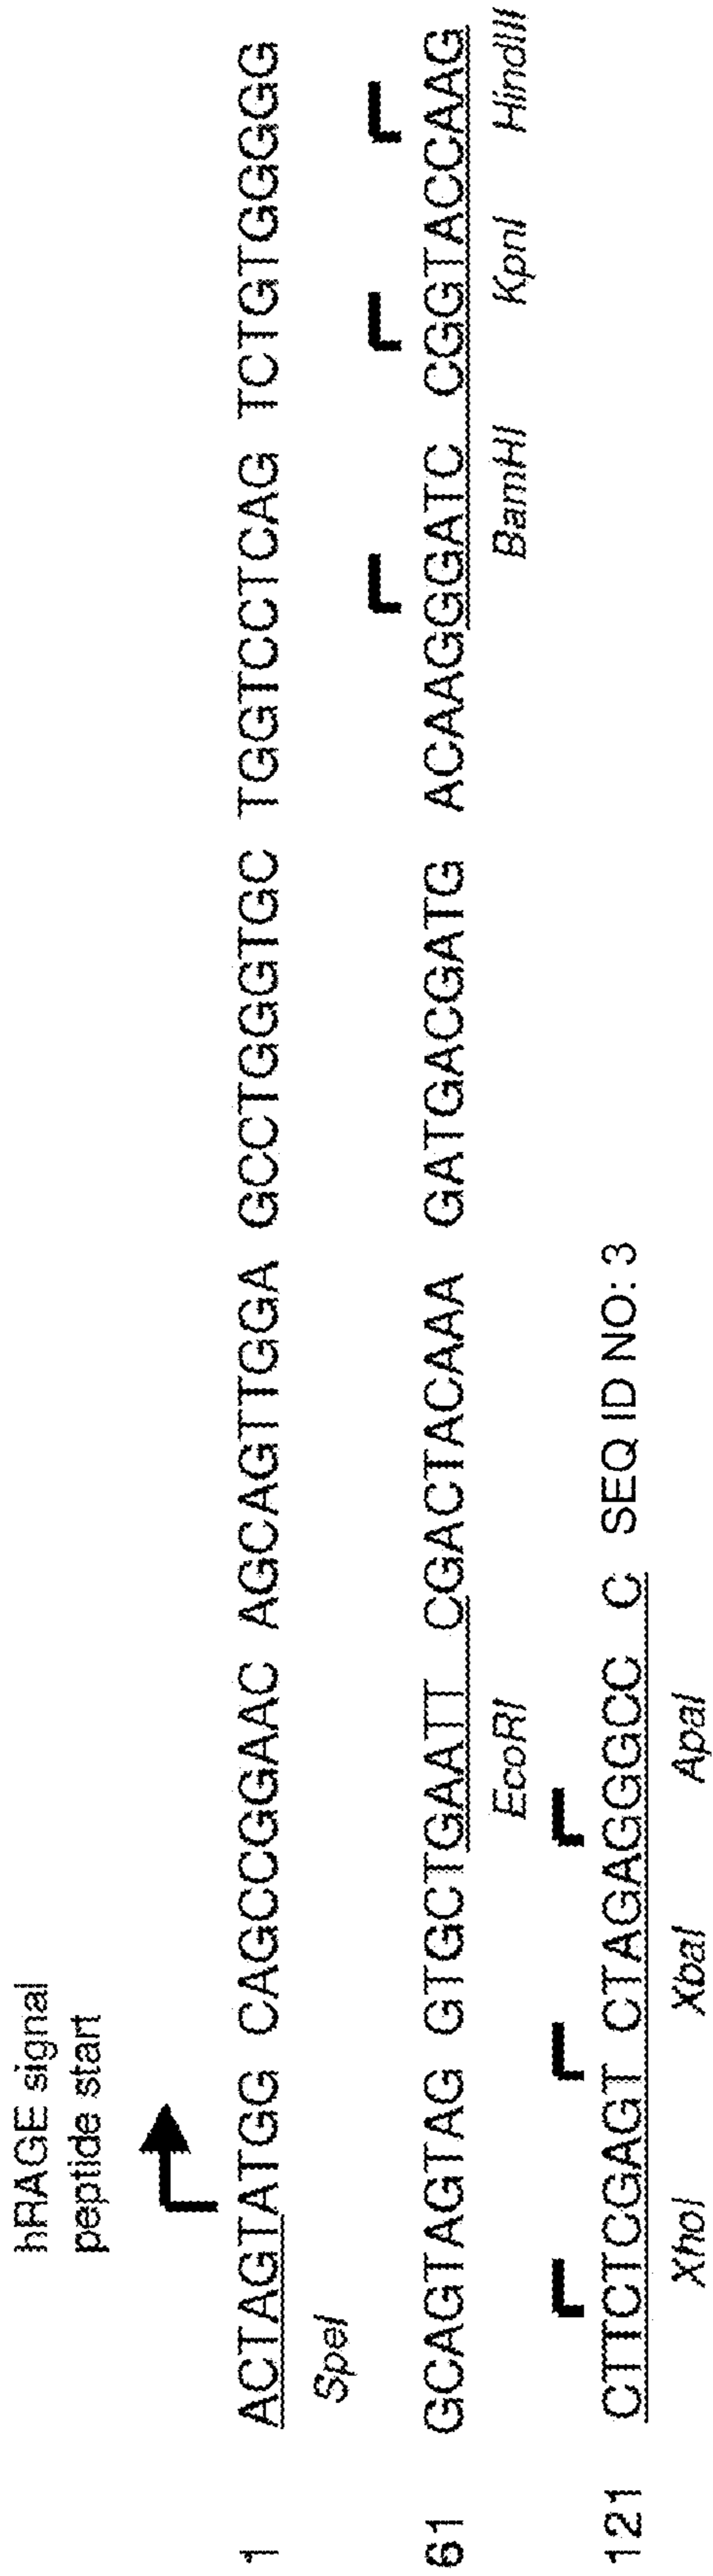 hRAGE signal
peptide start
1 ACTAGTATGG CAGCCGGAAC AGCAGTTGGA GCCTGGGTGC TGGTCCTCAG TCTGTGGGGG
SpeI
61 GCAGTAGTAG GTGCTGAATT CGACTACAAA GATGACGATG ACAAGGGATC CGGTACCAAG
EcoRI BamHI KpnI HindIII
121 CTTCTCGAGT CTAGAGGGCC C SEQ ID NO: 3
XhoI XbaI ApaI